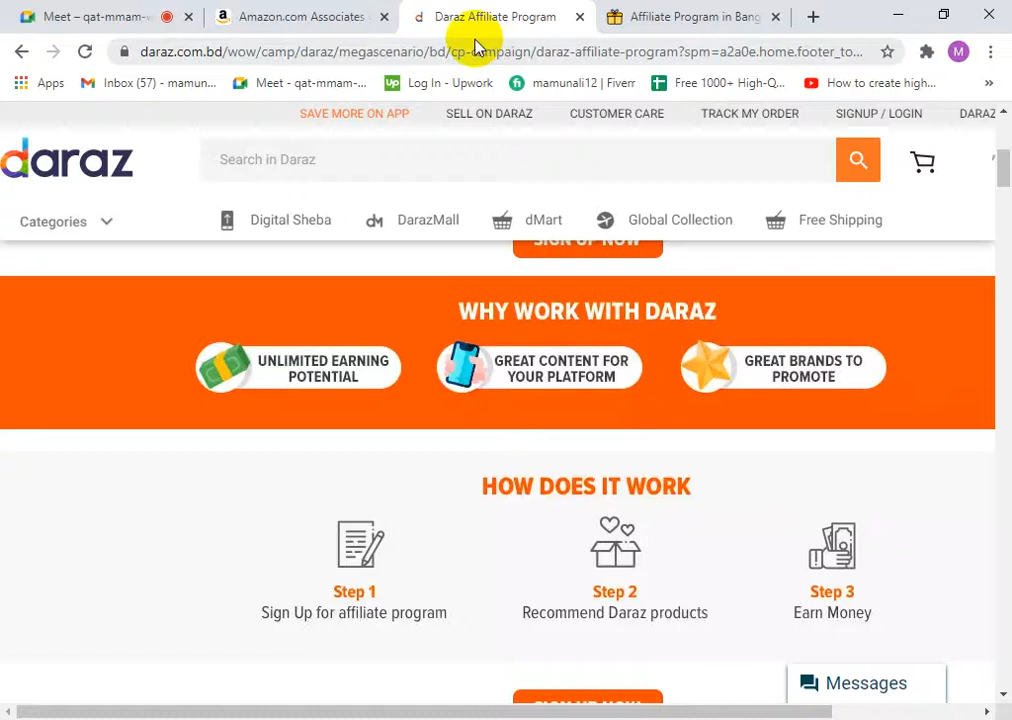 Meet – qat-mmam-
Amazon.com Associates
Daraz Affiliate Program
Affiliate Program in Bang
daraz.com.bd/wow/camp/daraz/megascenario/bd/cp-campaign/daraz-affiliate-program?spm=a2a0e.home.footer_to...
M
Apps
Inbox (57) - mamun...
Meet - qat-mmam-...
Log In - Upwork
mamunali12 | Fiverr
Free 1000+ High-Q...
How to create high...
SAVE MORE ON APP
SELL ON DARAZ
CUSTOMER CARE
TRACK MY ORDER
SIGNUP / LOGIN
DARAZ
daraz
Search in Daraz
Categories
Digital Sheba
DarazMall
dMart
Global Collection
Free Shipping
SIGN UP NOW
WHY WORK WITH DARAZ
UNLIMITED EARNING
POTENTIAL
GREAT CONTENT FOR
YOUR PLATFORM
GREAT BRANDS TO
PROMOTE
HOW DOES IT WORK
Step 1
Sign Up for affiliate program
Step 2
Recommend Daraz products
Step 3
Earn Money
SIGN UP NOW
Messages